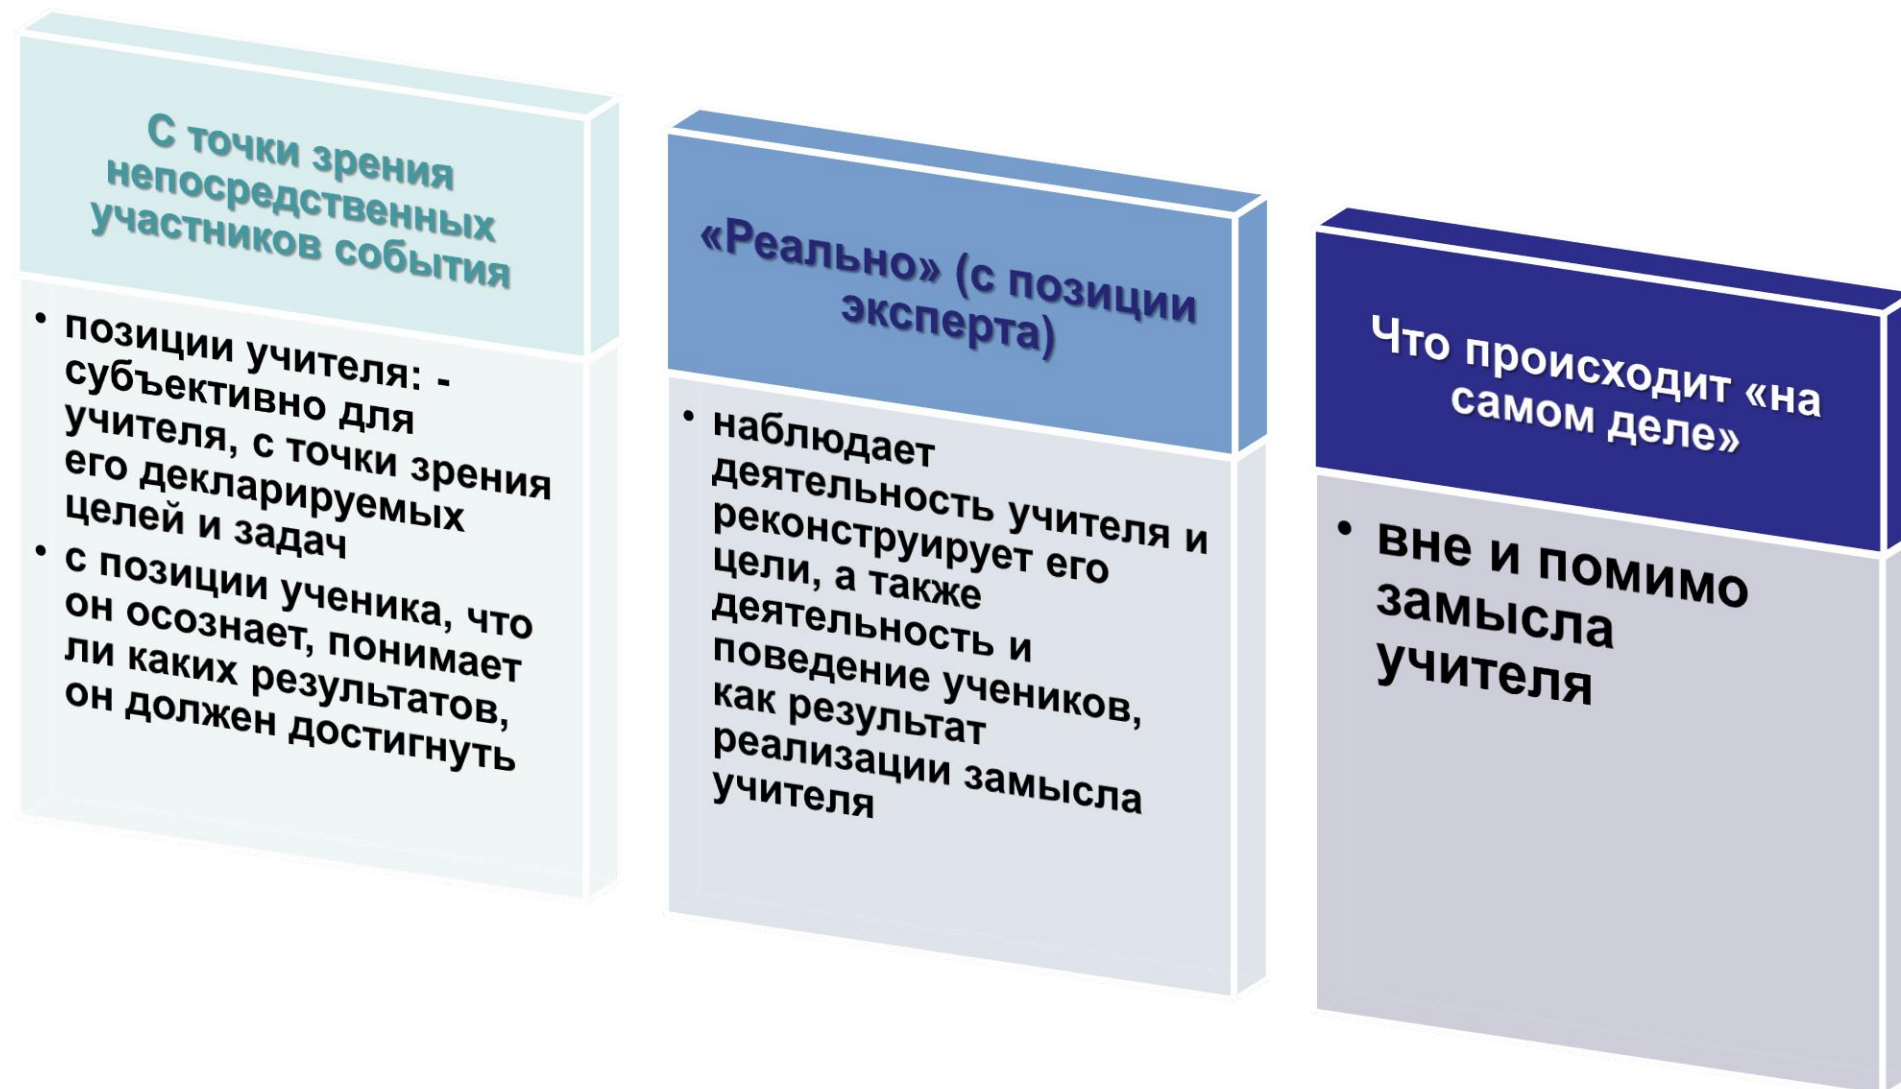 С точки зрения
непосредственных
участников события
• позиции учителя: -
субъективно для
учителя, с точки зрения
его декларируемых
целей и задач
• с позиции ученика, что
он осознает, понимает
ли каких результатов,
он должен достигнуть
«Реально» (с позиции
эксперта)
• наблюдает
деятельность учителя и
реконструирует его
цели, а также
деятельность и
поведение учеников,
как результат
реализации замысла
учителя
Что происходит «на
самом деле»
• вне и помимо
замысла
учителя